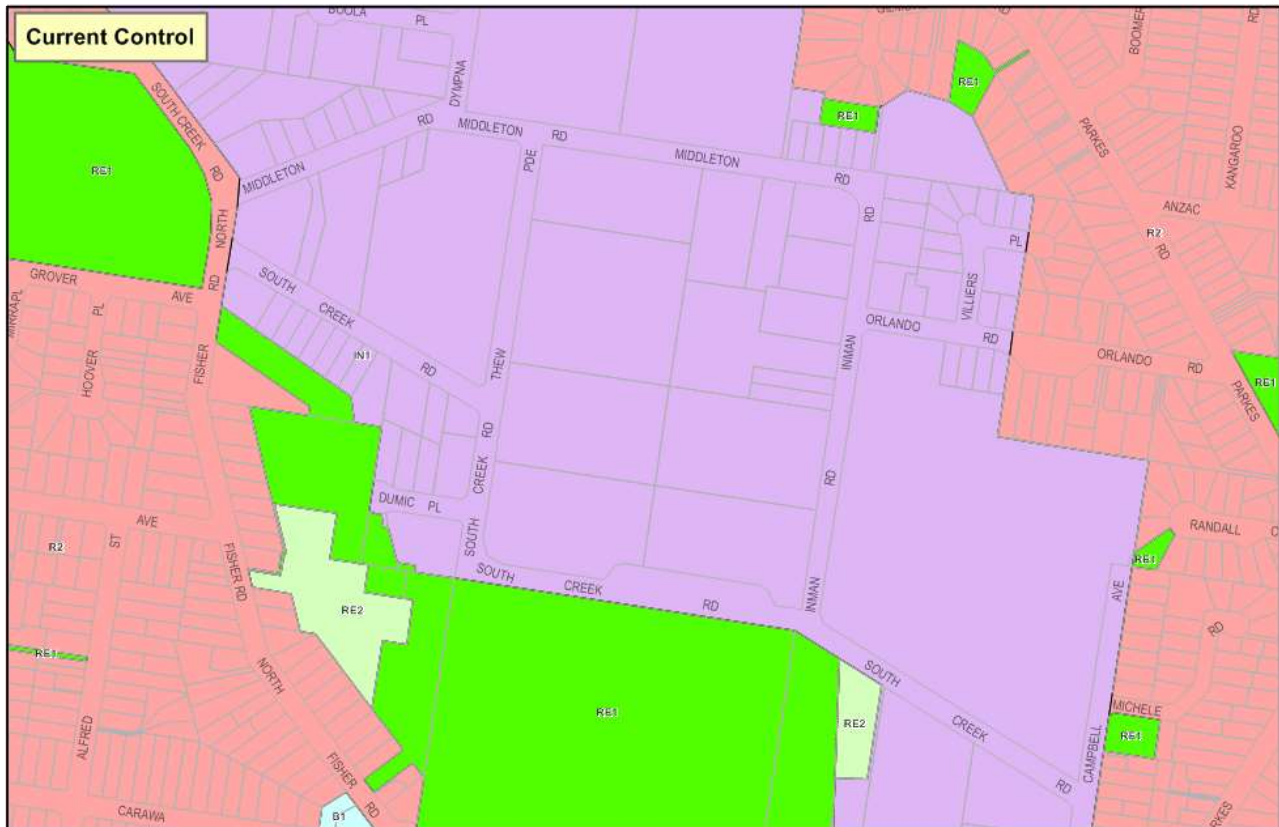 Current Control
BOOLA PL
DYMPNA
BOOMER
RD
RD
SOUTH CREEK RD
RE1
RE1
RE1
MIDDLETON RD
MIDDLETON RD
MIDDLETON RD
PARKES
KANGAROO
PDE
RD
ANZAC
R2
RD
NORTH
PL
GROVER AVE
RD
SOUTH CREEK RD
VILLIERS
ORLANDO RD
ORLANDO RD
PL
HOOVER
FISHER
IN1
THEW
INMAN
PARKES
RE1
RD
CREEK
RD
DUMIC PL
SOUTH
AVE
ST
R2
FISHER RD
RANDALL
RE1
SOUTH CREEK RD
INMAN
AVE
RE2
RD
RE1
NORTH
RE1
SOUTH CREEK RD
RE2
MICHELE
RE1
ALFRED
FISHER RD
CAMPBELL
CARAWA
B1